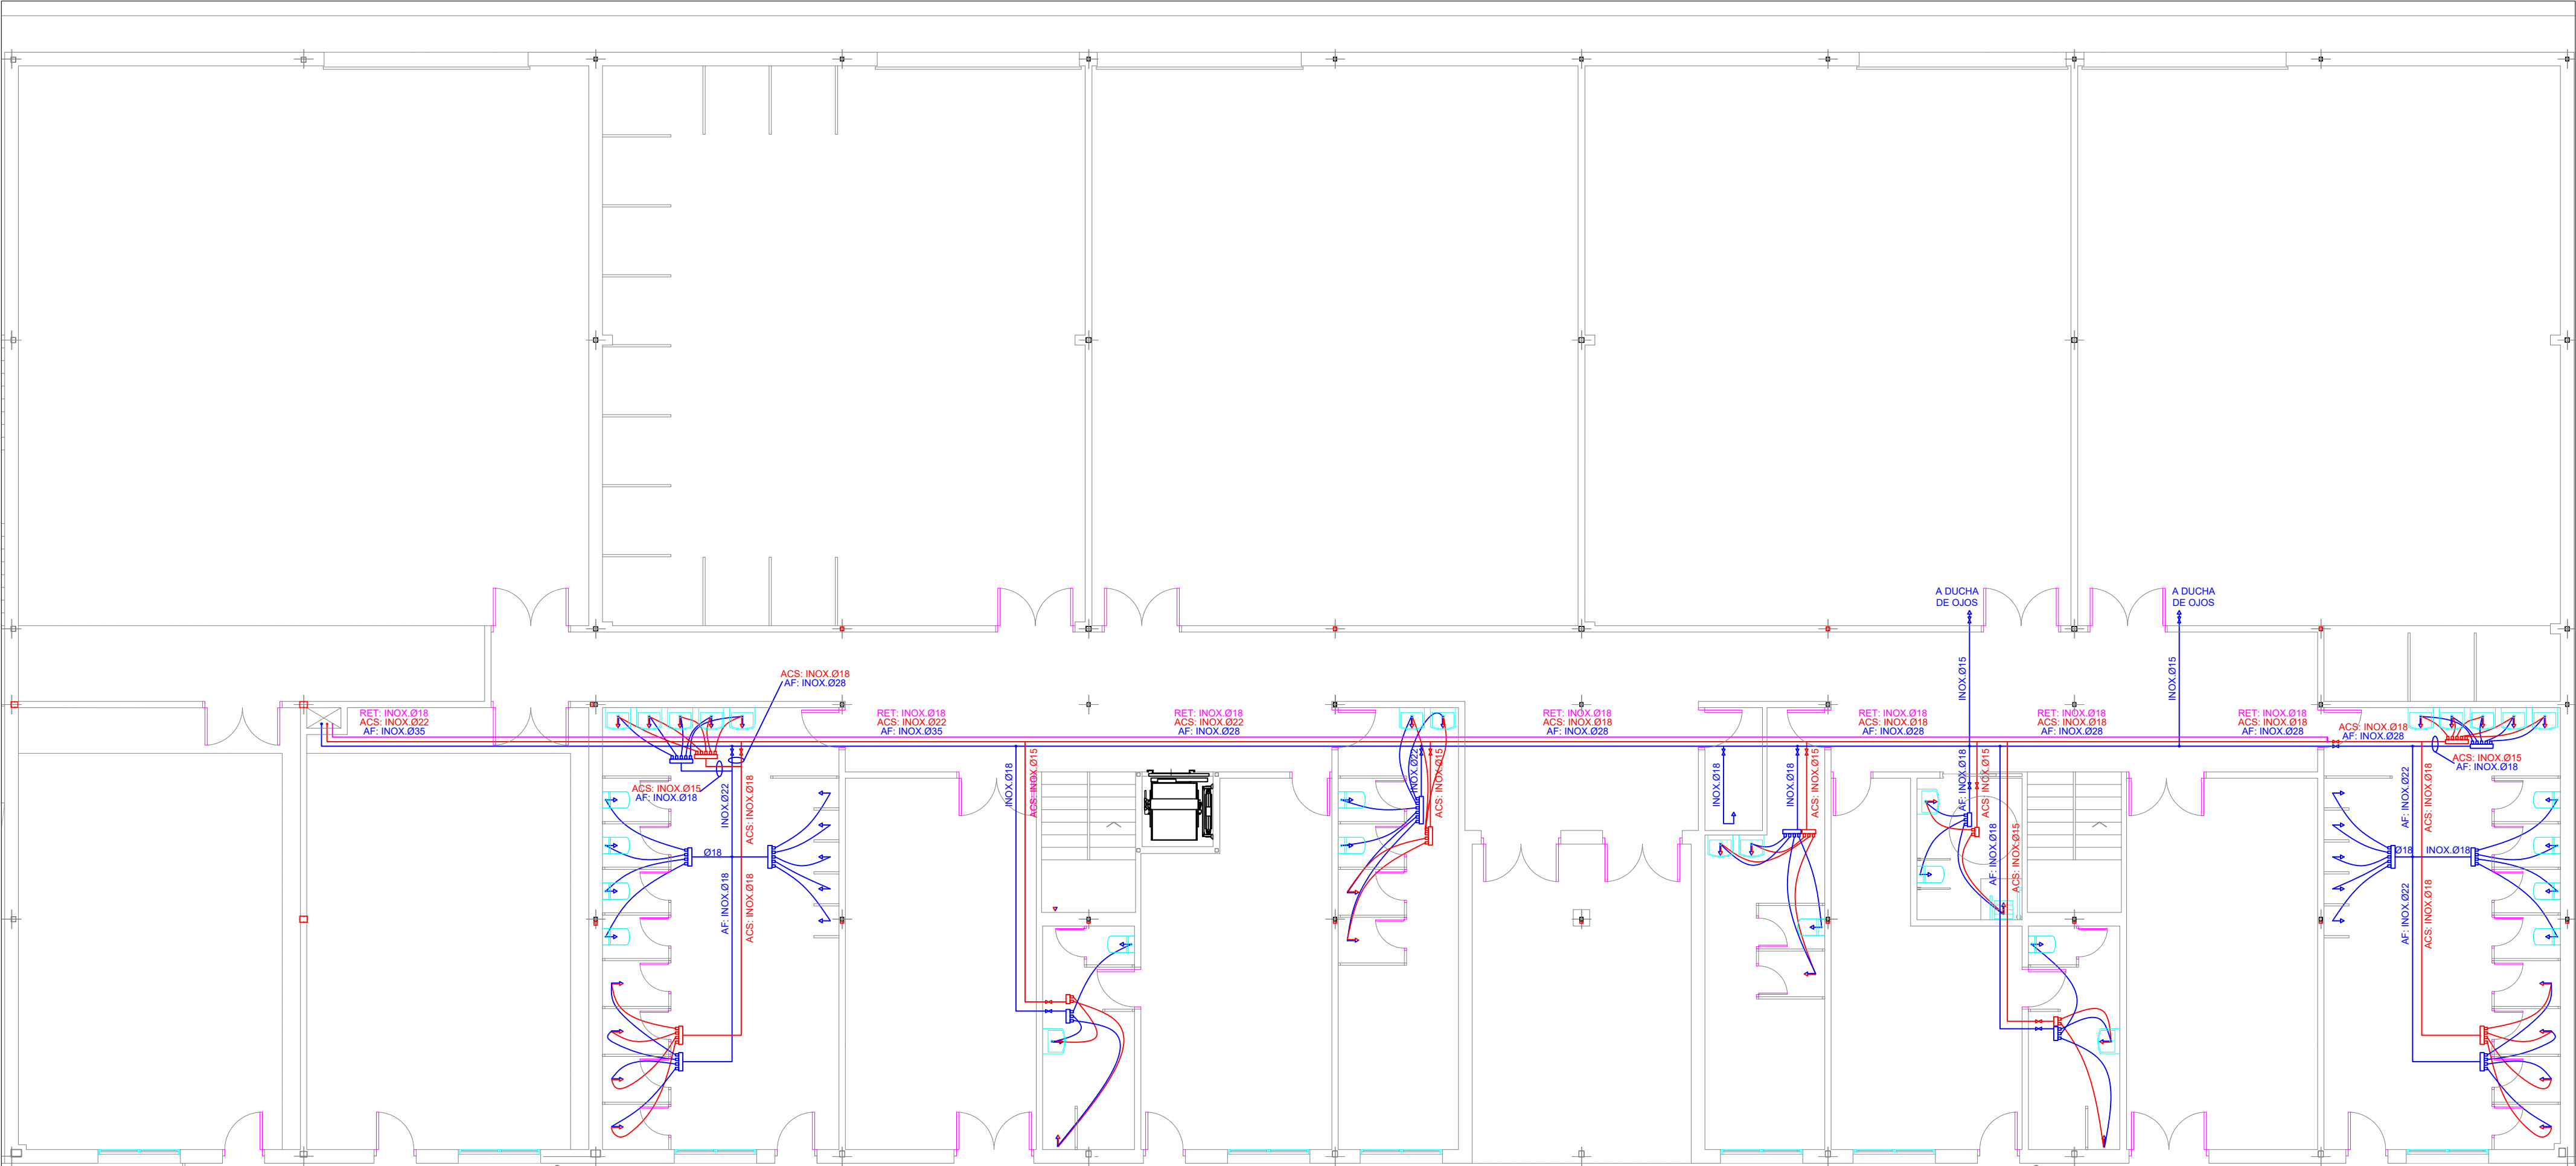 A DUCHA
DE OJOS
A DUCHA
DE OJOS
INOX.Ø15
INOX.Ø15
ACS: INOX.Ø18
AF: INOX.Ø28
RET: INOX.Ø18
ACS: INOX.Ø22
AF: INOX.Ø35
RET: INOX.Ø18
ACS: INOX.Ø22
AF: INOX.Ø35
RET: INOX.Ø18
ACS: INOX.Ø22
AF: INOX.Ø28
RET: INOX.Ø18
ACS: INOX.Ø18
AF: INOX.Ø28
RET: INOX.Ø18
ACS: INOX.Ø18
AF: INOX.Ø28
RET: INOX.Ø18
ACS: INOX.Ø18
AF: INOX.Ø28
RET: INOX.Ø18
ACS: INOX.Ø18
AF: INOX.Ø28
ACS: INOX.Ø18
AF: INOX.Ø28
ACS: INOX.Ø15
AF: INOX.Ø18
ACS: INOX.Ø15
AF: INOX.Ø18
INOX.Ø22
ACS: INOX.Ø18
INOX.Ø18
ACS: INOX.Ø15
INOX.Ø22
ACS: INOX.Ø15
INOX.Ø18
INOX.Ø18
ACS: INOX.Ø15
AF: INOX.Ø18
ACS: INOX.Ø15
AF: INOX.Ø18
ACS: INOX.Ø15
AF: INOX.Ø22
ACS: INOX.Ø18
Ø18
Ø18
INOX.Ø18
AF: INOX.Ø18
ACS: INOX.Ø18
AF: INOX.Ø22
ACS: INOX.Ø18